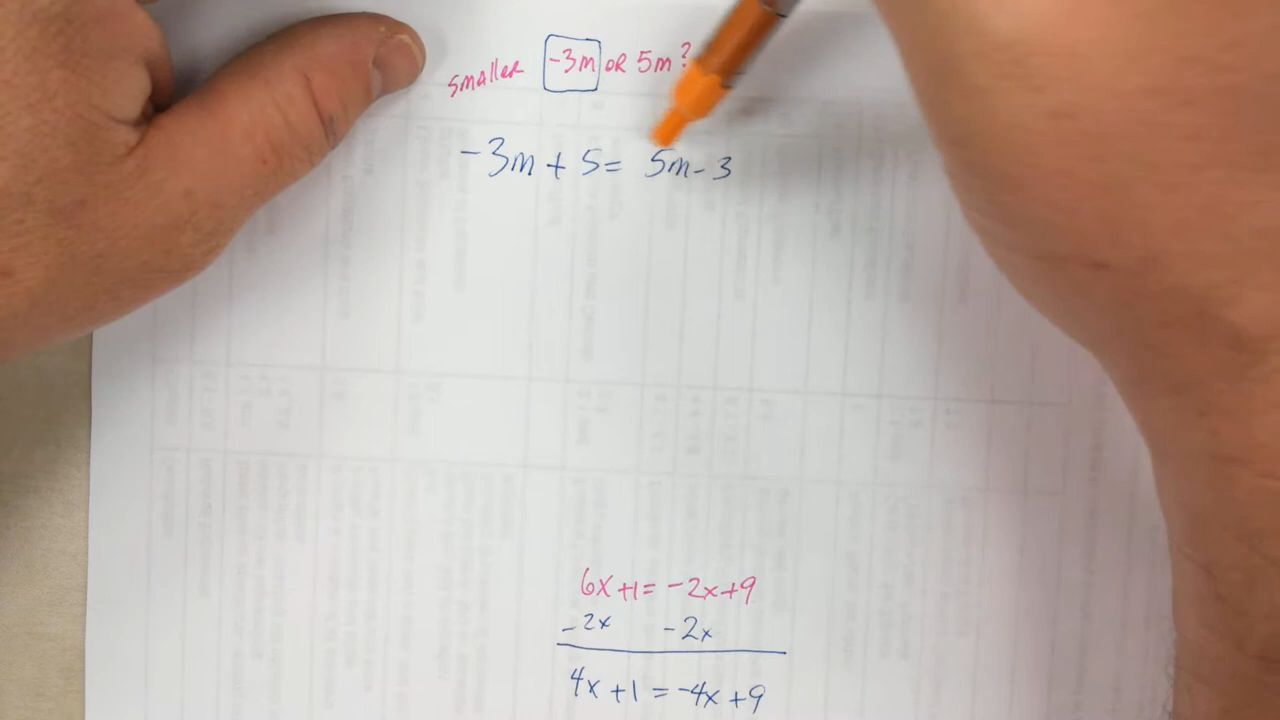 smaller -3m OR 5m?
-3m + 5 = 5m - 3
6x +1 = -2x+9
-2x -2x
4x +1 = -4x +9